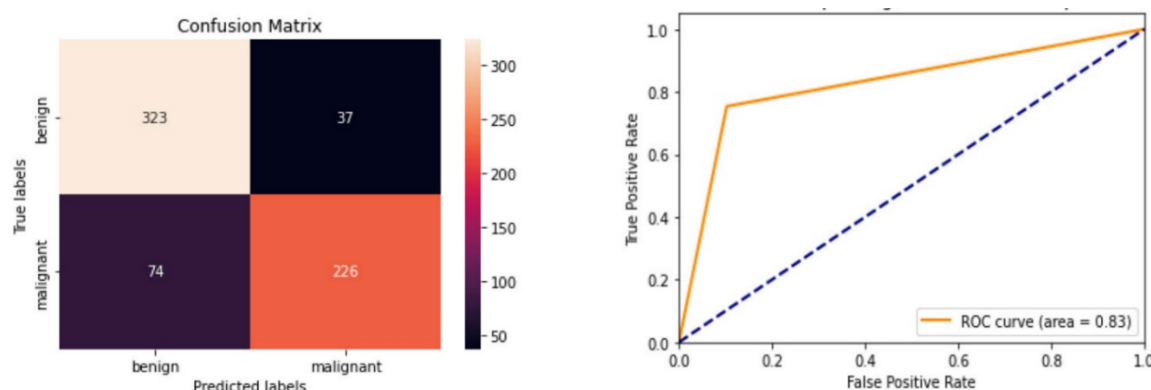 Confusion Matrix
benign
malignant
True labels
323
37
74
226
benign
malignant
Predicted labels
300
250
200
150
100
50
1.0
0.8
0.6
0.4
0.2
0.0
True Positive Rate
ROC curve (area = 0.83)
0.0
0.2
0.4
0.6
0.8
1.0
False Positive Rate